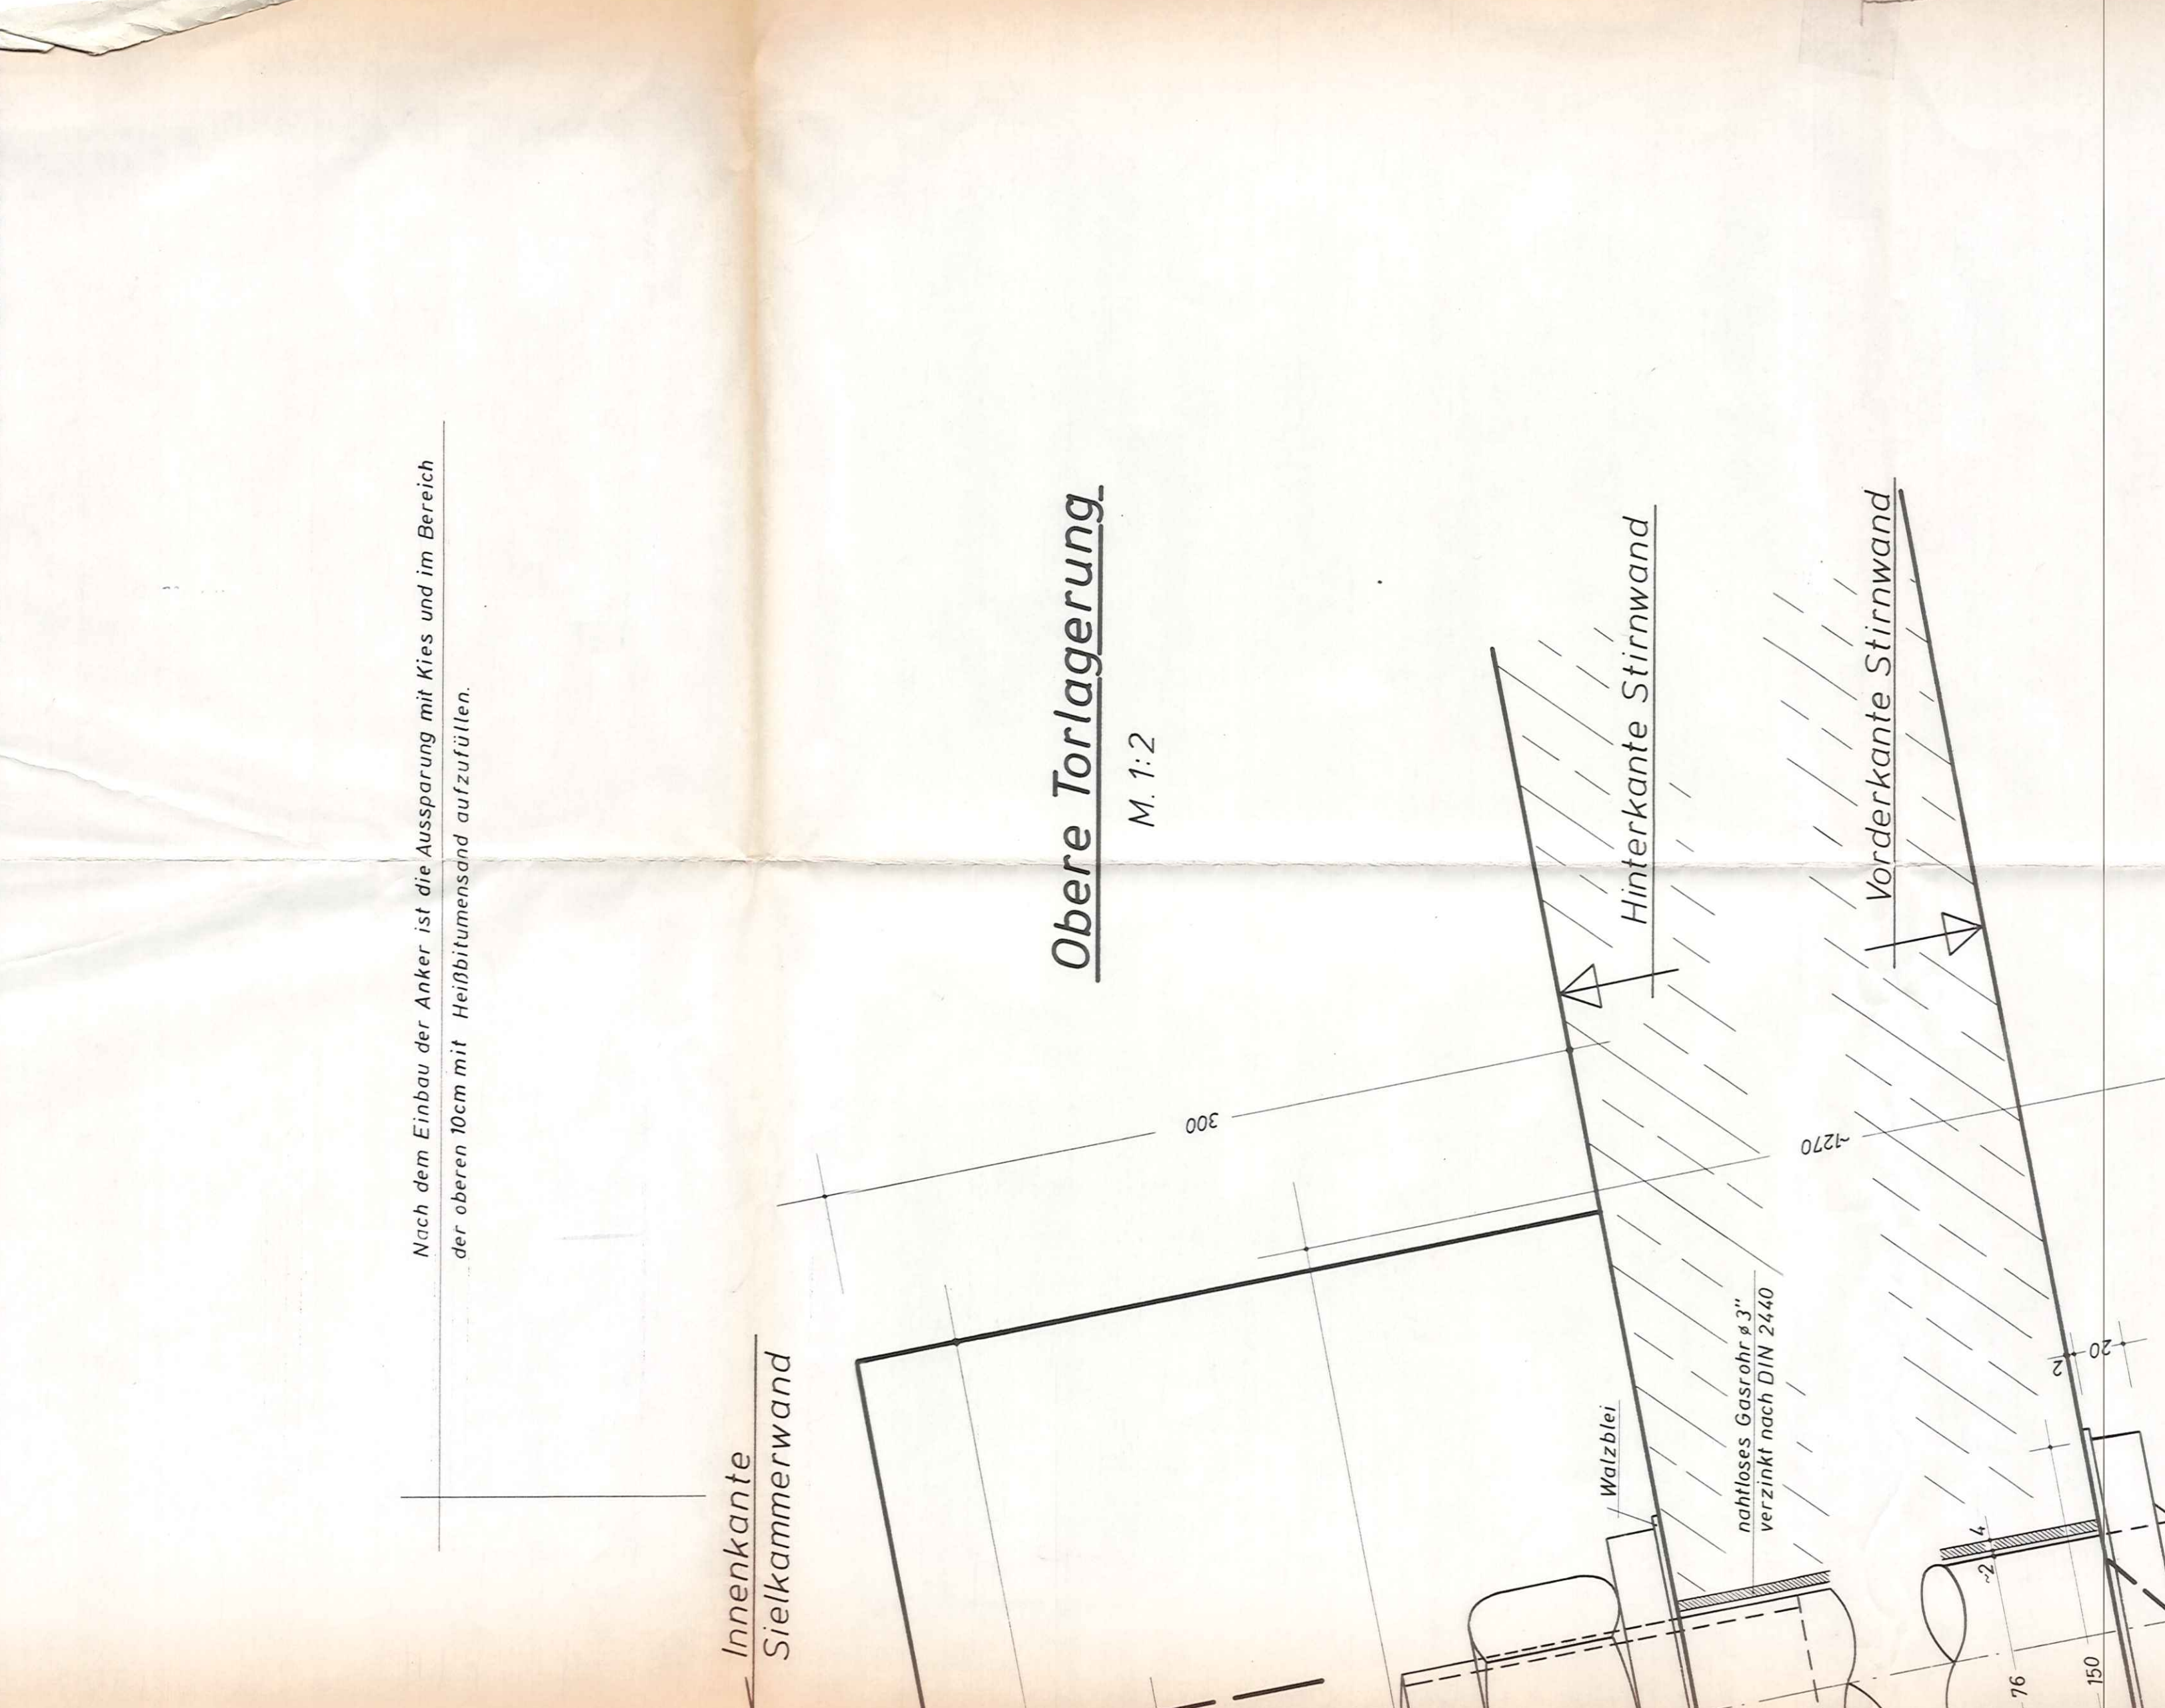 Nach dem Einbau der Anker ist die Aussparung mit Kies und im Bereich
der oberen 10cm mit Heißbitumensand aufzufüllen.
Obere Torlagerung
M. 1:2
Innenkante
Sielkammerwand
Hinterkante Stirnwand
Vorderkante Stirnwand
300
~1270
Walzblei
nahtloses Gasrohr ø 3"
verzinkt nach DIN 2440
2
20
4
~2
76
150